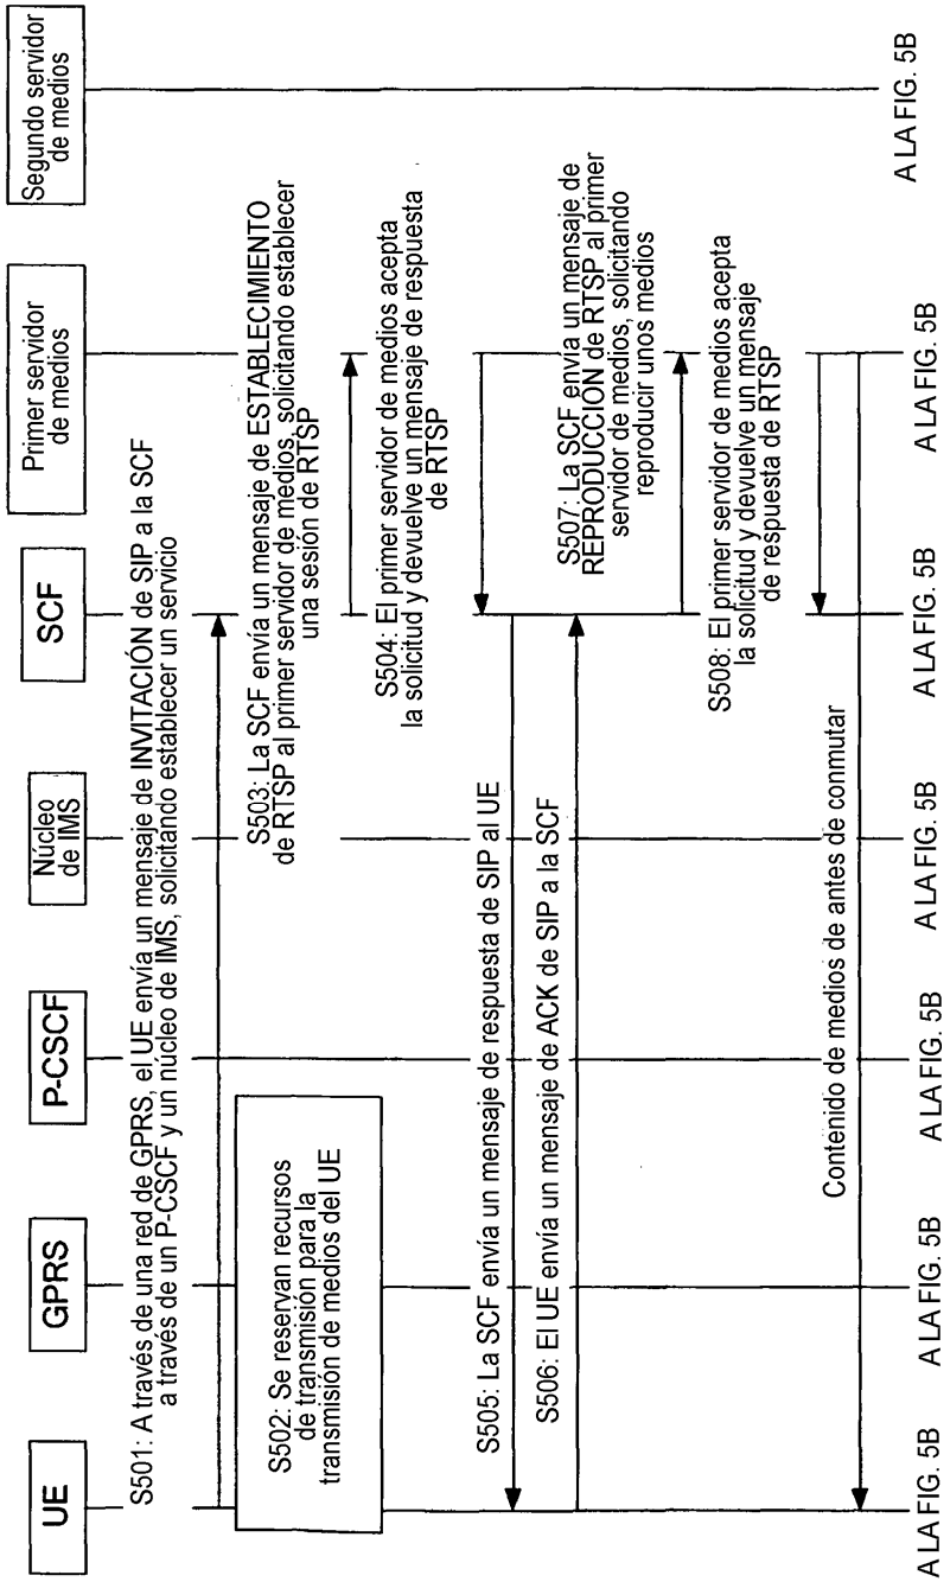 UE
GPRS
P-CSCF
Núcleo
de IMS
SCF
Primer servidor
de medios
Segundo servidor
de medios
S501: A través de una red de GPRS, el UE envía un mensaje de INVITACIÓN de SIP a la SCF
a través de un P-CSCF y un núcleo de IMS, solicitando establecer un servicio
S502: Se reservan recursos
de transmisión para la
transmisión de medios del UE
S503: La SCF envía un mensaje de ESTABLECIMIENTO
de RTSP al primer servidor de medios, solicitando establecer
una sesión de RTSP
S504: El primer servidor de medios acepta
la solicitud y devuelve un mensaje de respuesta
de RTSP
S505: La SCF envía un mensaje de respuesta de SIP al UE
S506: El UE envía un mensaje de ACK de SIP a la SCF
S507: La SCF envía un mensaje de
REPRODUCCIÓN de RTSP al primer
servidor de medios, solicitando
reproducir unos medios
S508: El primer servidor de medios acepta
la solicitud y devuelve un mensaje
de respuesta de RTSP
Contenido de medios de antes de conmutar
A LA FIG. 5B
A LA FIG. 5B
A LA FIG. 5B
A LA FIG. 5B
A LA FIG. 5B
A LA FIG. 5B
A LA FIG. 5B